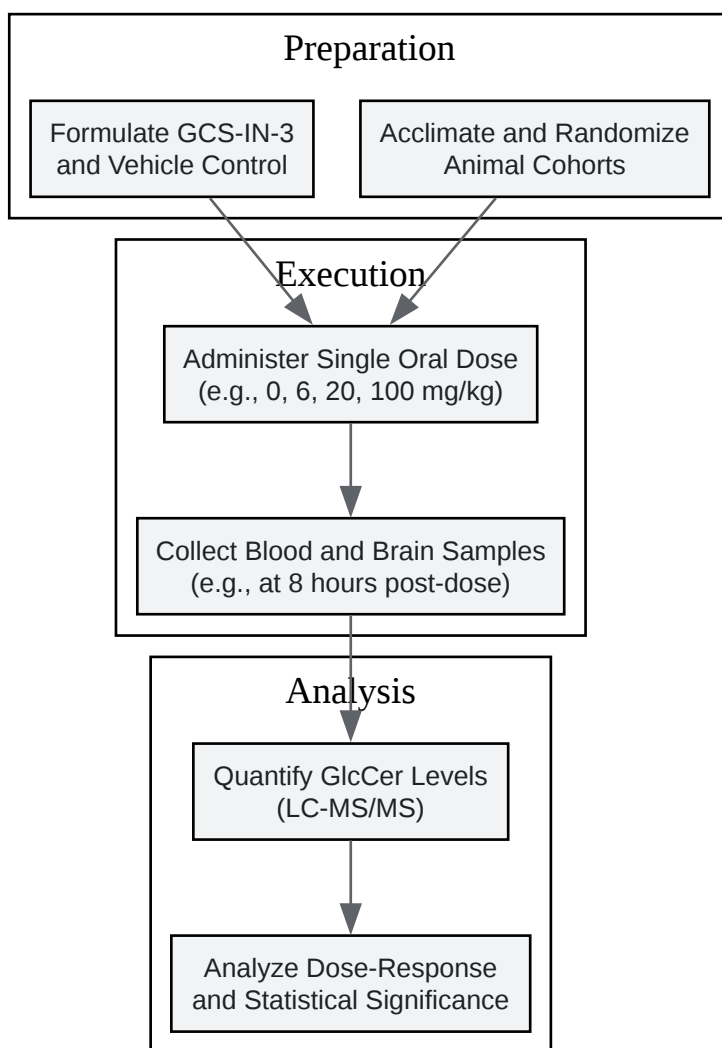 Preparation
Formulate GCS-IN-3
and Vehicle Control
Acclimate and Randomize
Animal Cohorts
Execution
Administer Single Oral Dose
(e.g., 0, 6, 20, 100 mg/kg)
Collect Blood and Brain Samples
(e.g., at 8 hours post-dose)
Analysis
Quantify GlcCer Levels
(LC-MS/MS)
Analyze Dose-Response
and Statistical Significance